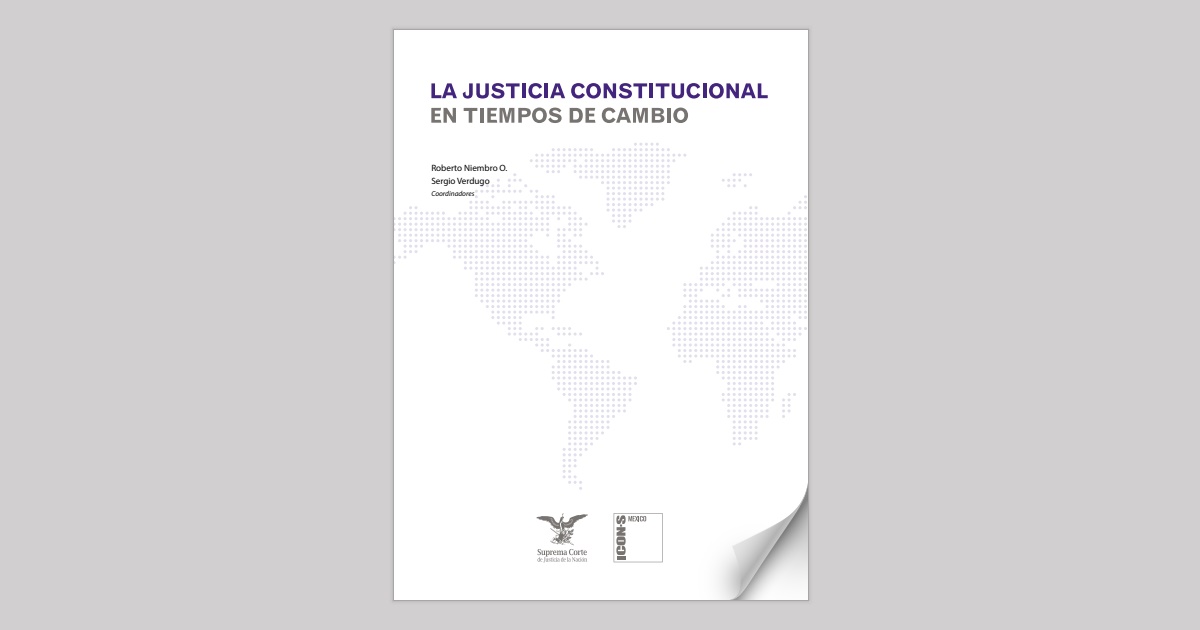 LA JUSTICIA CONSTITUCIONAL
EN TIEMPOS DE CAMBIO
Roberto Niembro O.
Sergio Verdugo
Coordinadores
Suprema Corte
de Justicia de la Nación
ICON·S
MEXICO